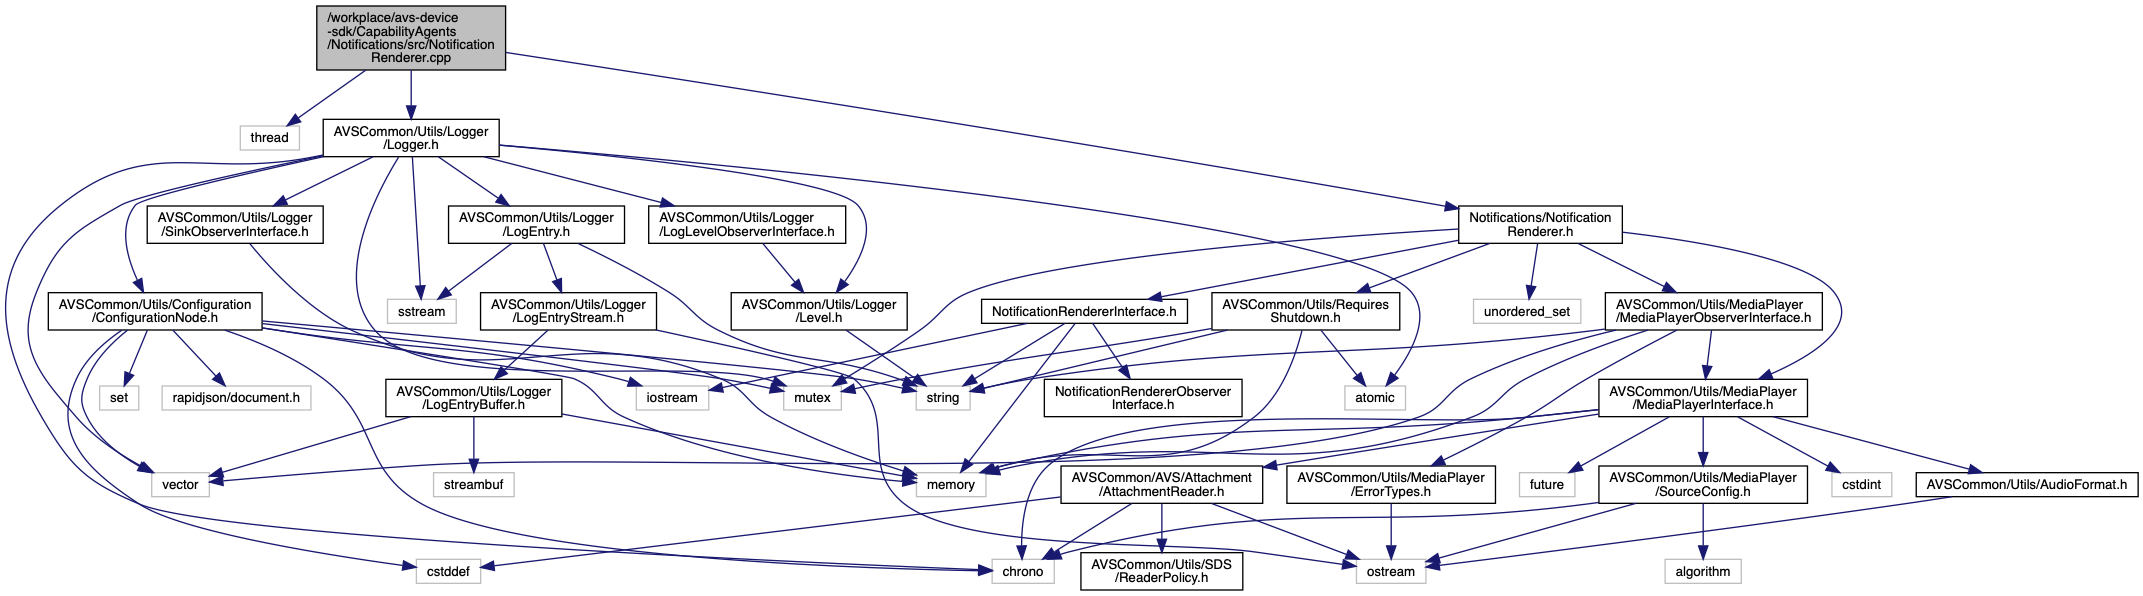 /workplace/avs-device
-sdk/CapabilityAgents
/Notifications/src/Notification
Renderer.cpp
thread
AVSCommon/Utils/Logger
/Logger.h
AVSCommon/Utils/Logger
/SinkObserverInterface.h
AVSCommon/Utils/Logger
/LogEntry.h
AVSCommon/Utils/Logger
/LogLevelObserverInterface.h
Notifications/Notification
Renderer.h
AVSCommon/Utils/Configuration
/ConfigurationNode.h
sstream
AVSCommon/Utils/Logger
/LogEntryStream.h
AVSCommon/Utils/Logger
/Level.h
NotificationRendererInterface.h
AVSCommon/Utils/Requires
Shutdown.h
unordered_set
AVSCommon/Utils/MediaPlayer
/MediaPlayerObserverInterface.h
set
rapidjson/document.h
AVSCommon/Utils/Logger
/LogEntryBuffer.h
iostream
mutex
string
NotificationRendererObserver
Interface.h
atomic
AVSCommon/Utils/MediaPlayer
/MediaPlayerInterface.h
vector
streambuf
memory
AVSCommon/AVS/Attachment
/AttachmentReader.h
AVSCommon/Utils/MediaPlayer
/ErrorTypes.h
future
AVSCommon/Utils/MediaPlayer
/SourceConfig.h
cstdint
AVSCommon/Utils/AudioFormat.h
cstddef
chrono
AVSCommon/Utils/SDS
/ReaderPolicy.h
ostream
algorithm